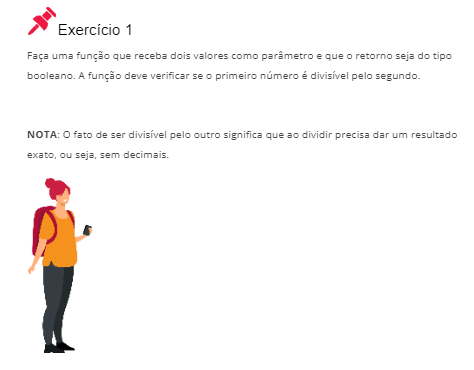 Exercício 1
Faça uma função que receba dois valores como parâmetro e que o retorno seja do tipo
booleano. A função deve verificar se o primeiro número é divisível pelo segundo.
NOTA: O fato de ser divisível pelo outro significa que ao dividir precisa dar um resultado
exato, ou seja, sem decimais.